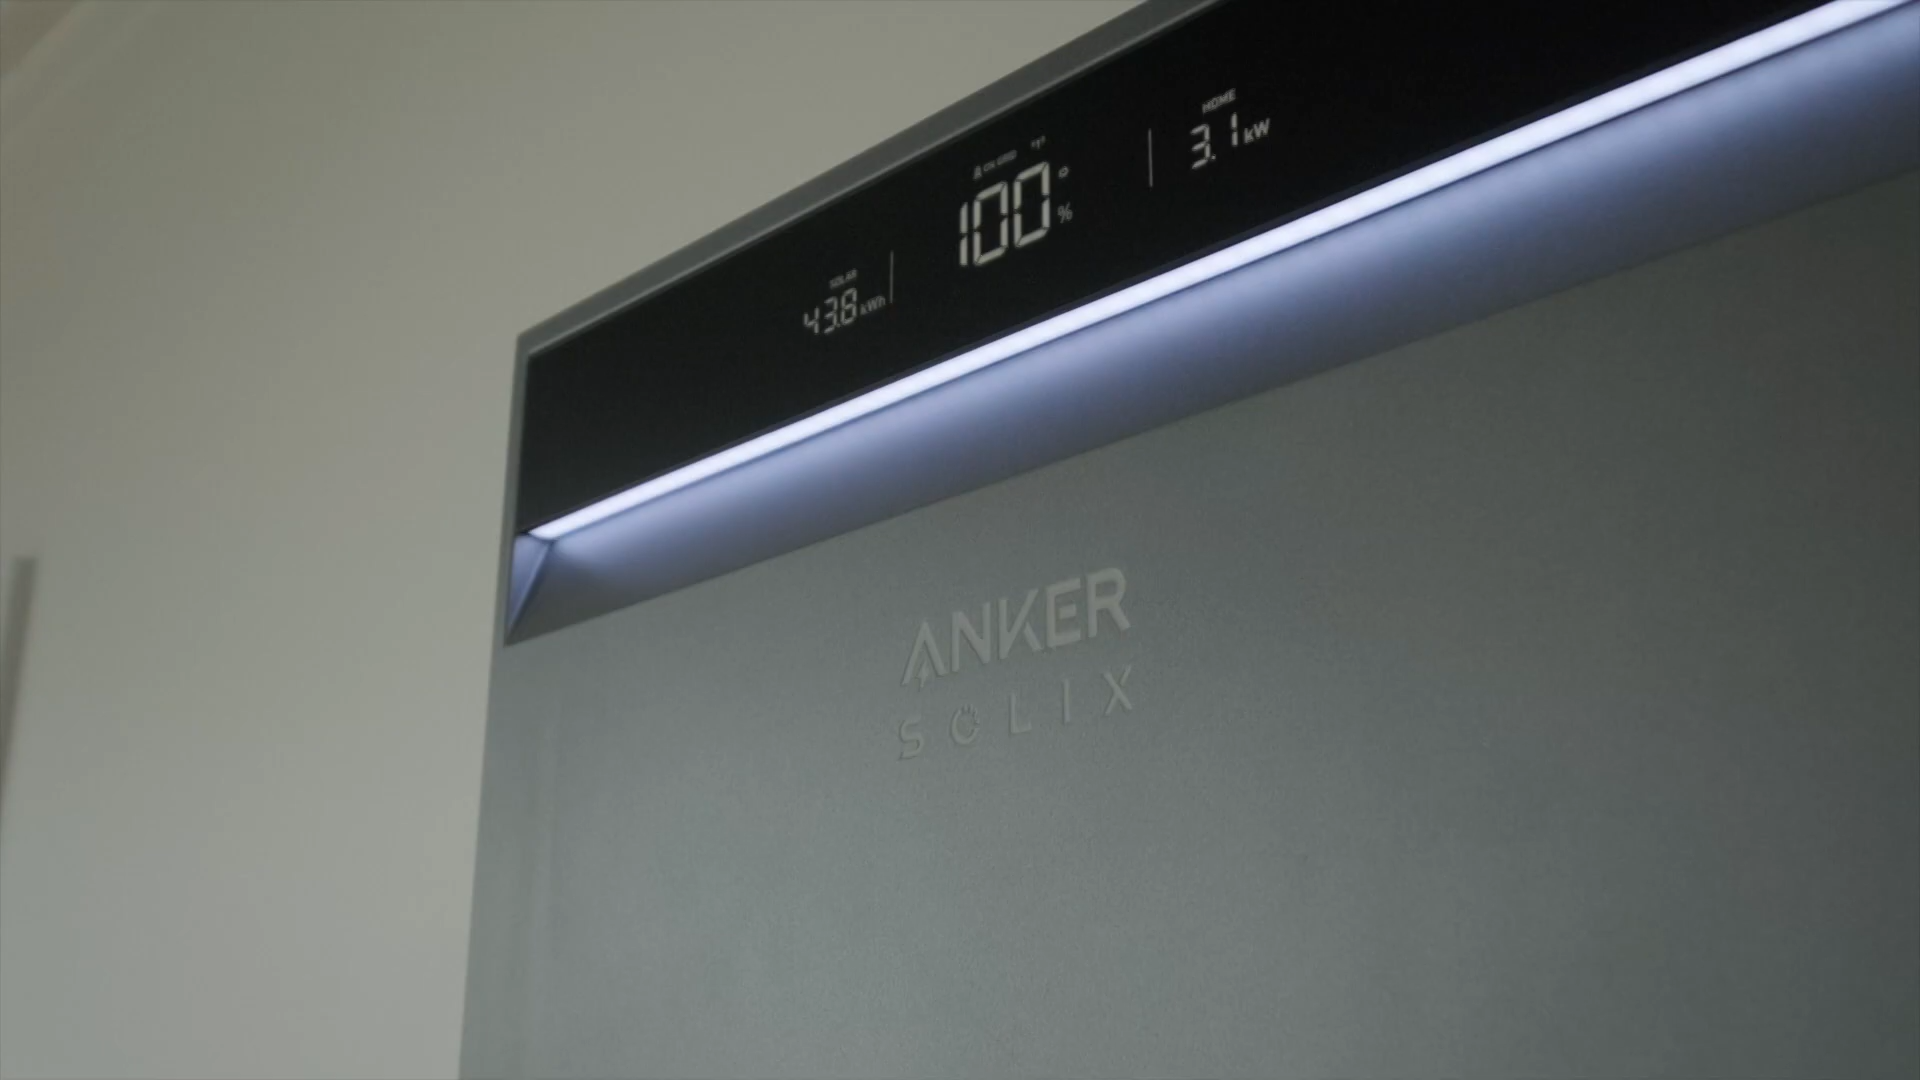 SOLAR
43.8 kWh
ON GRID
100 %
HOME
3.1 kW
ANKER
SOLIX